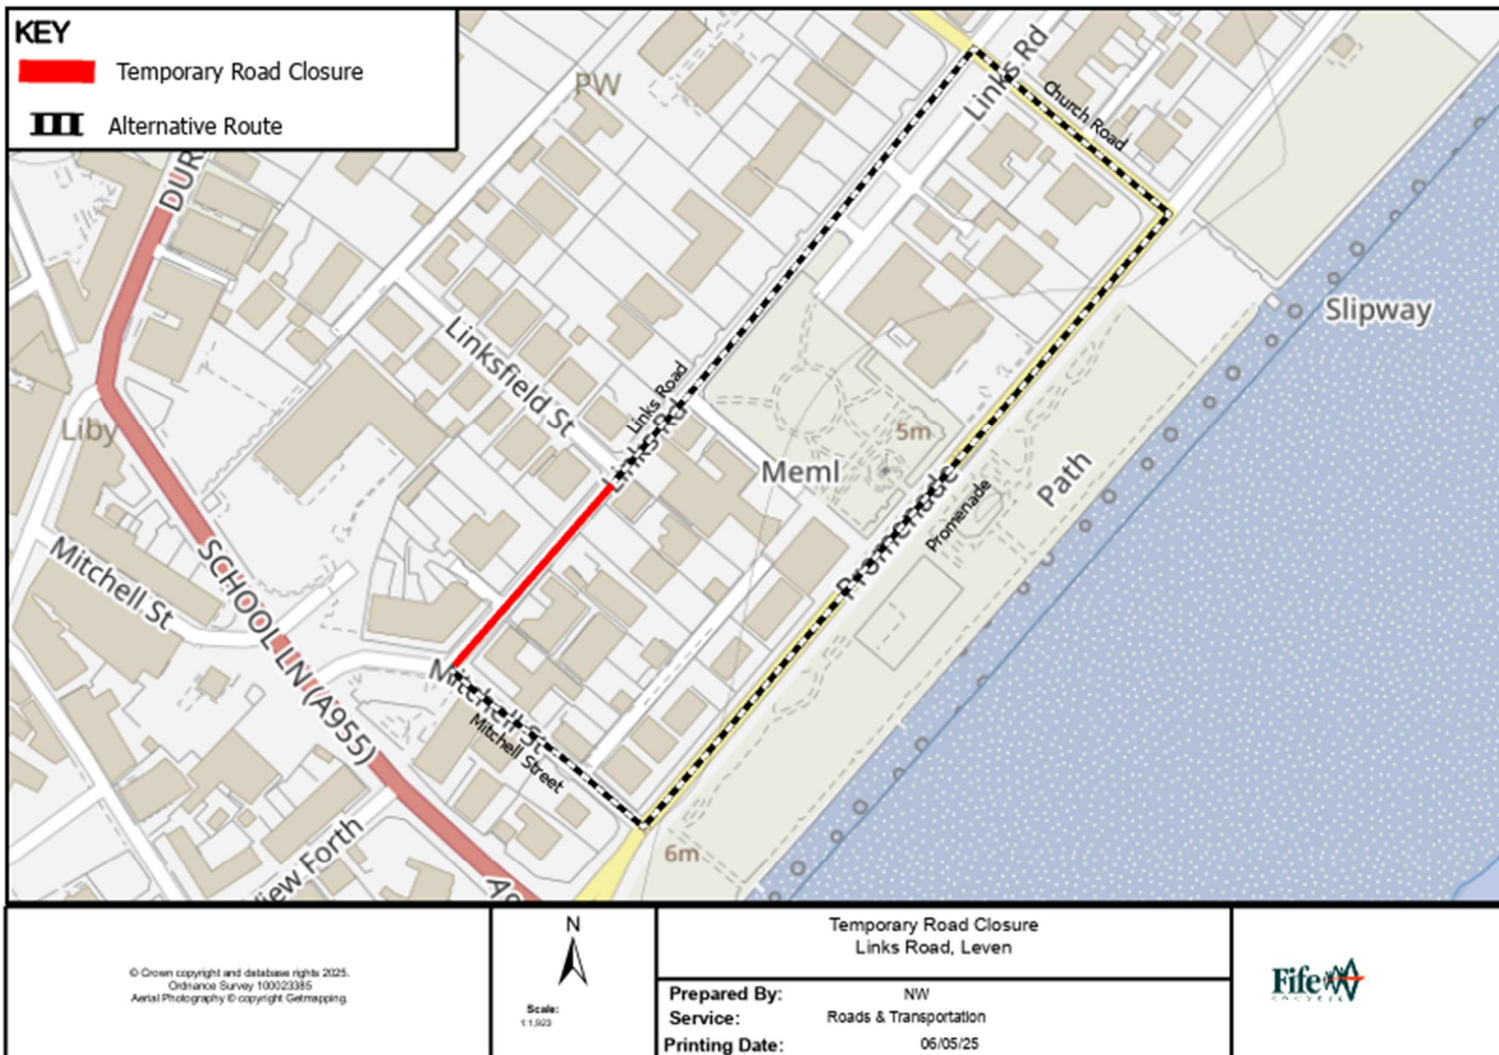 KEY
Temporary Road Closure
Alternative Route
PW
Links Rd
Church Road
DUR
Slipway
Linksfield St
Links Road
Links Rd
Liby
5m
Meml
Path
Promenade
Promenade
Mitchell St
SCHOOL LN (A955)
Mitchell St
Mitchell Street
6m
View Forth
A9
Temporary Road Closure
Links Road, Leven
© Crown copyright and database rights 2025.
Ordnance Survey 100023385
Aerial Photography © copyright Getmapping.
N
Scale:
1:1,923
Prepared By: NW
Service: Roads & Transportation
Printing Date: 06/05/25
Fife
COUNCIL